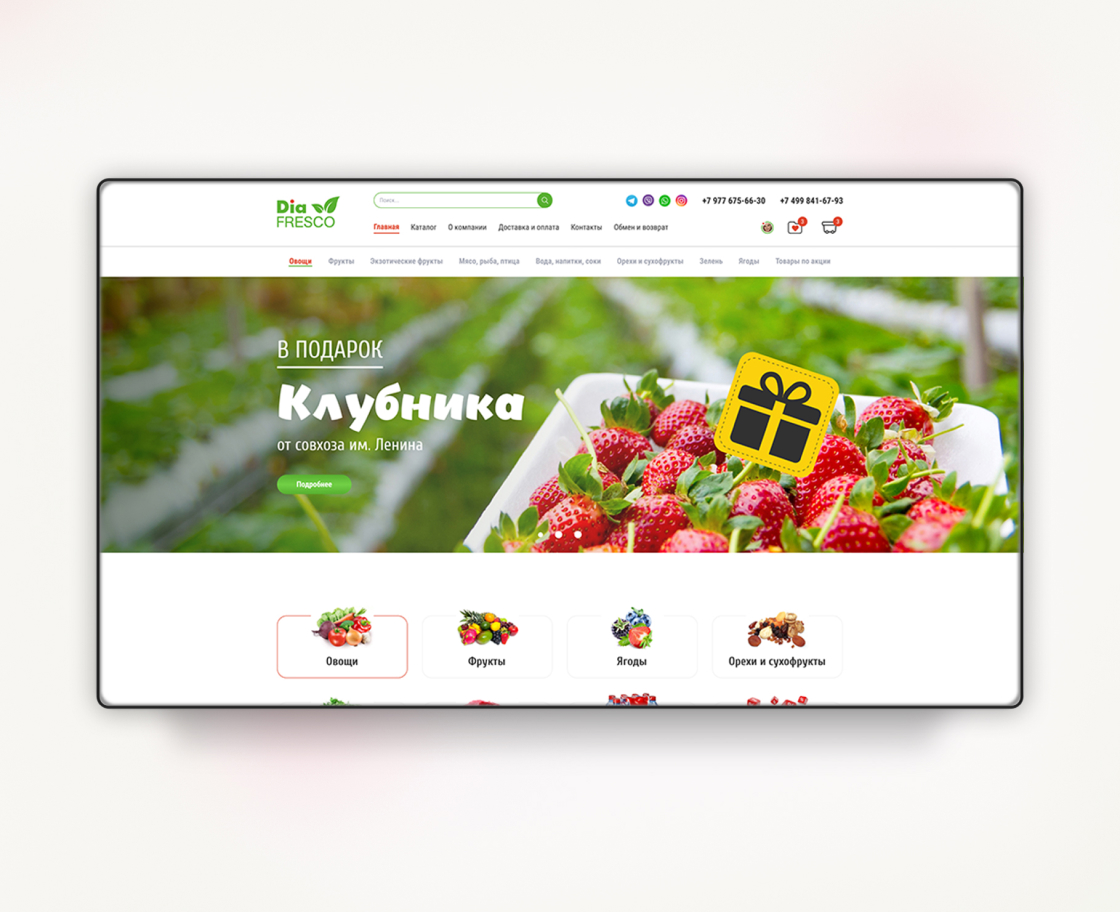 Dia
FRESCO
Поиск...
+7 977 675-66-30
+7 499 841-67-93
Главная
Каталог
О компании
Доставка и оплата
Контакты
Обмен и возврат
3
3
Овощи
Фрукты
Экзотические фрукты
Мясо, рыба, птица
Вода, напитки, соки
Орехи и сухофрукты
Зелень
Ягоды
Товары по акции
В ПОДАРОК
Клубника
от совхоза им. Ленина
Подробнее
Овощи
Фрукты
Ягоды
Орехи и сухофрукты